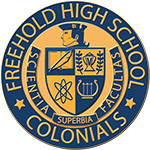 FREEHOLD HIGH SCHOOL
SCIENTIA
FACULTAS
SUPERBIA
COLONIALS